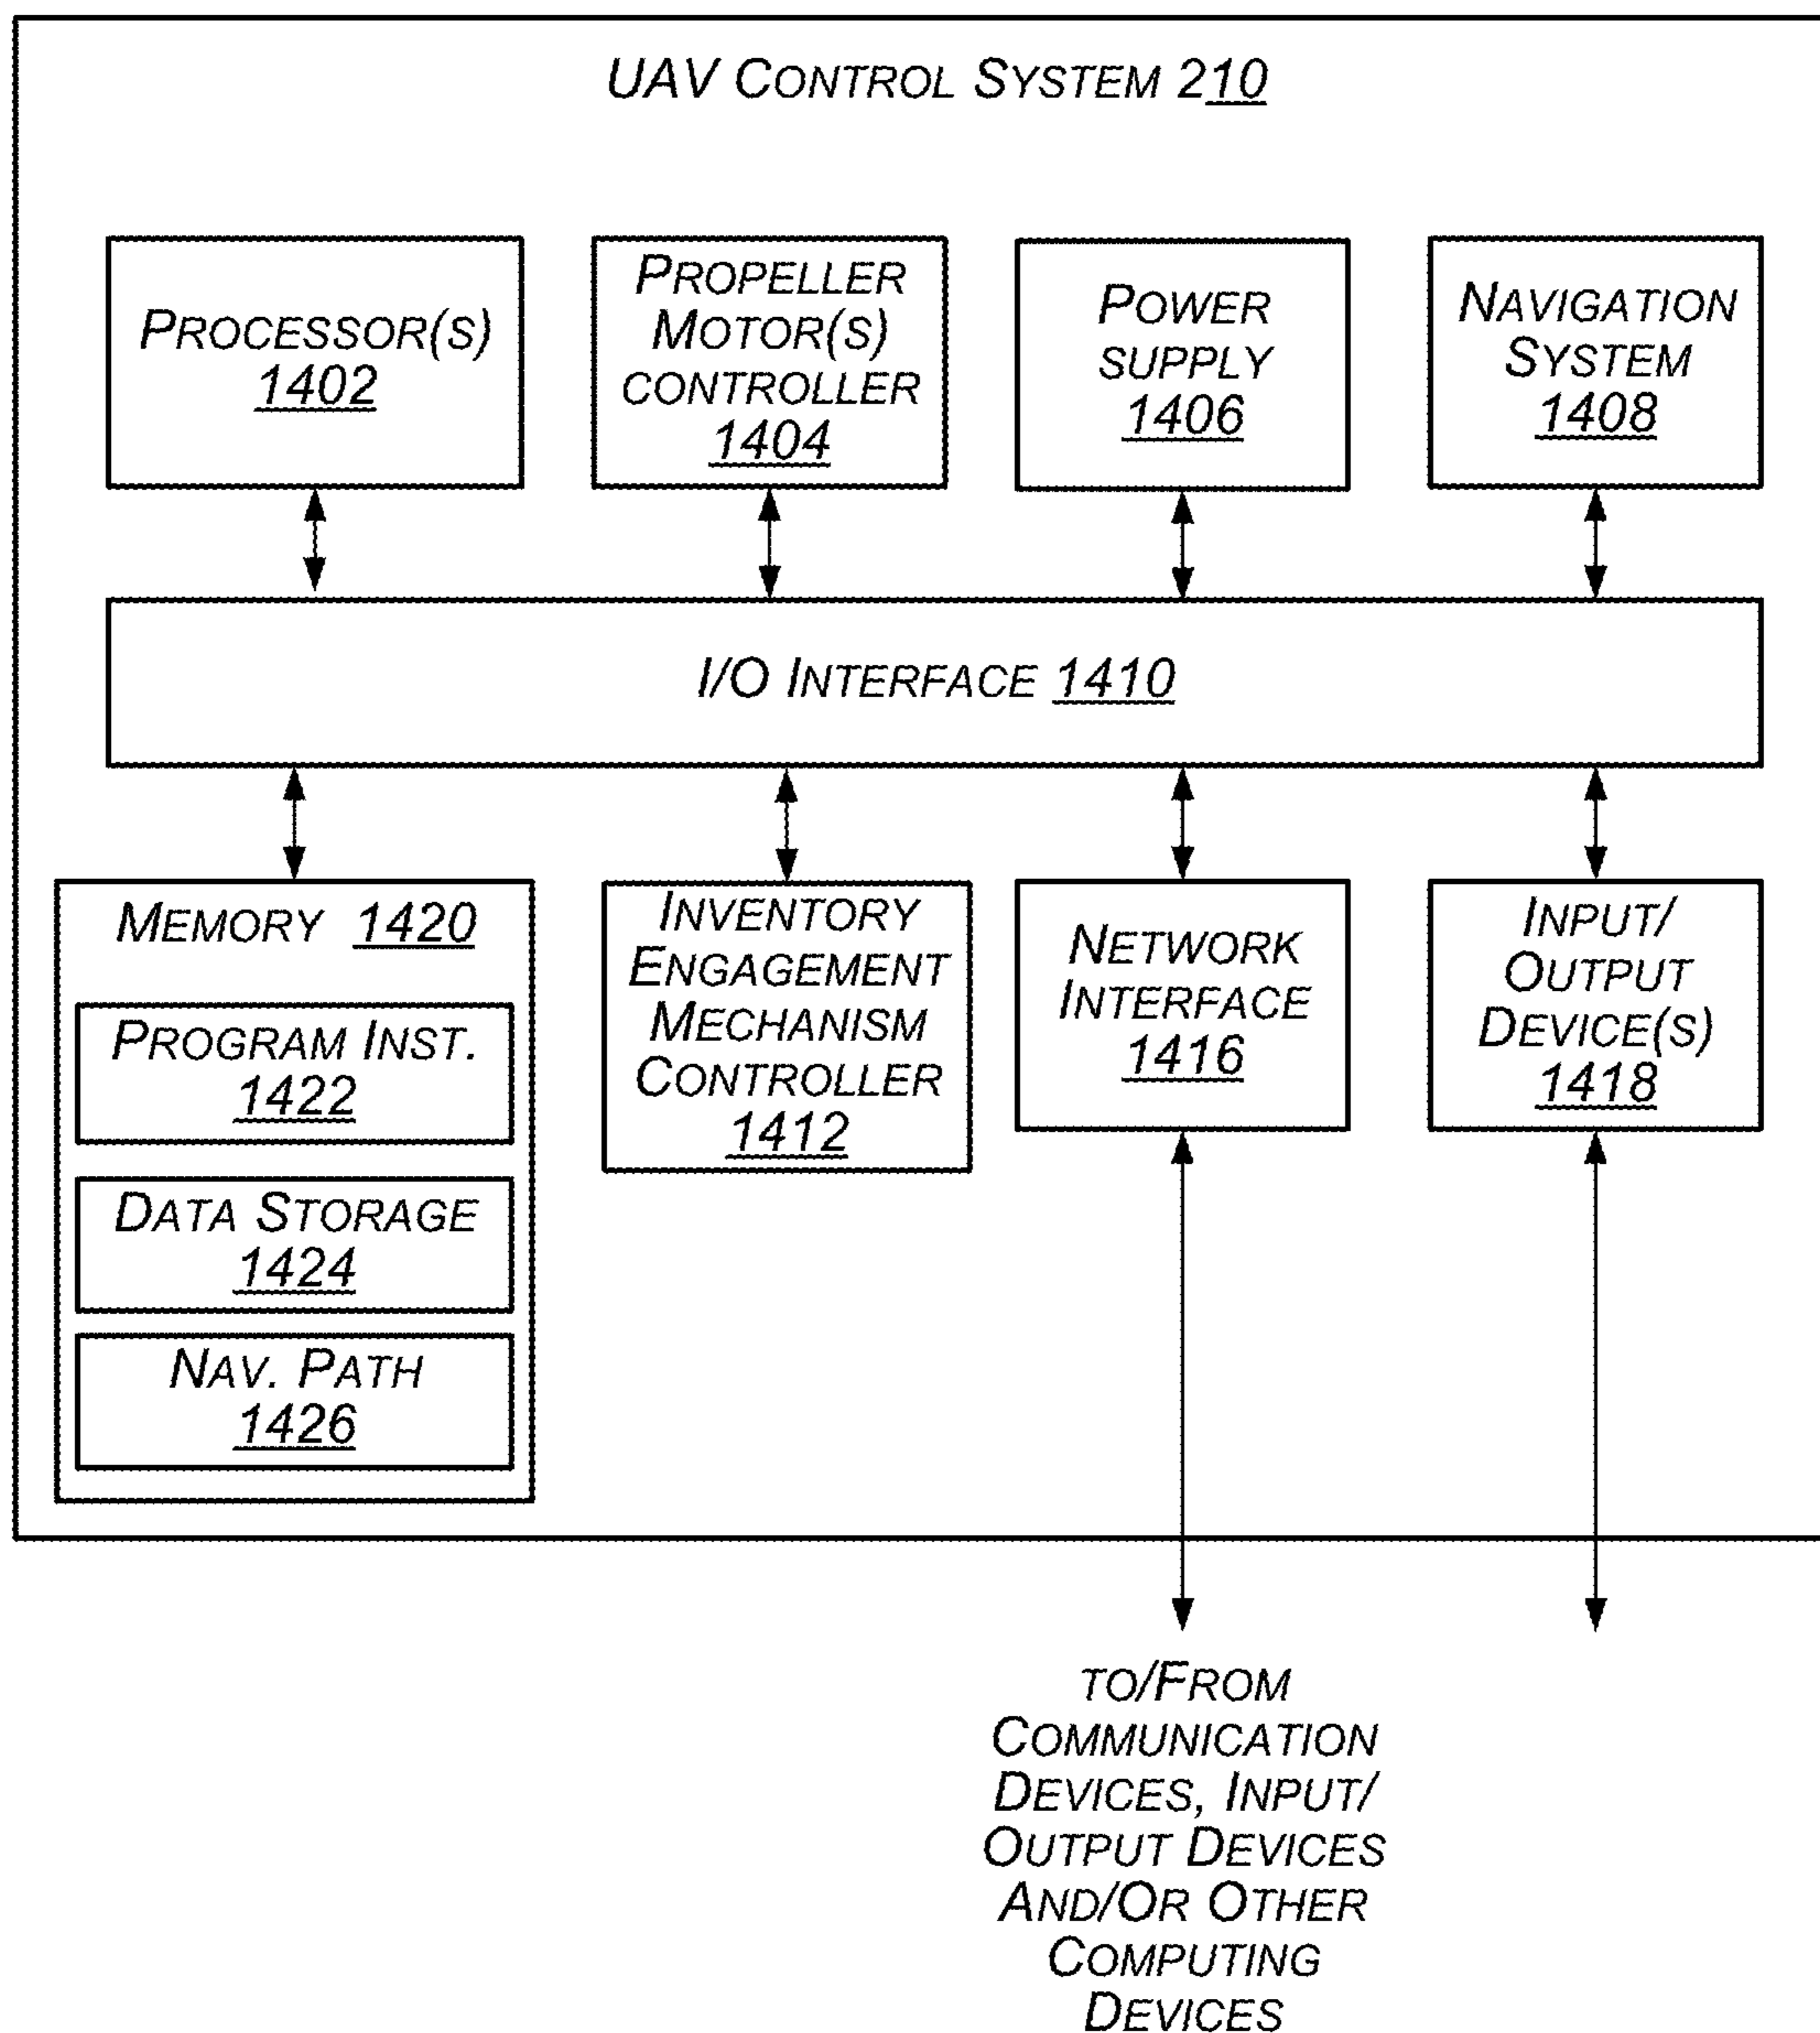 UAV CONTROL SYSTEM 210
PROCESSOR(S)
1402
PROPELLER
MOTOR(S)
CONTROLLER
1404
POWER
SUPPLY
1406
NAVIGATION
SYSTEM
1408
I/O INTERFACE 1410
MEMORY 1420
PROGRAM INST.
1422
DATA STORAGE
1424
NAV. PATH
1426
INVENTORY
ENGAGEMENT
MECHANISM
CONTROLLER
1412
NETWORK
INTERFACE
1416
INPUT/
OUTPUT
DEVICE(S)
1418
TO/FROM
COMMUNICATION
DEVICES, INPUT/
OUTPUT DEVICES
AND/OR OTHER
COMPUTING
DEVICES